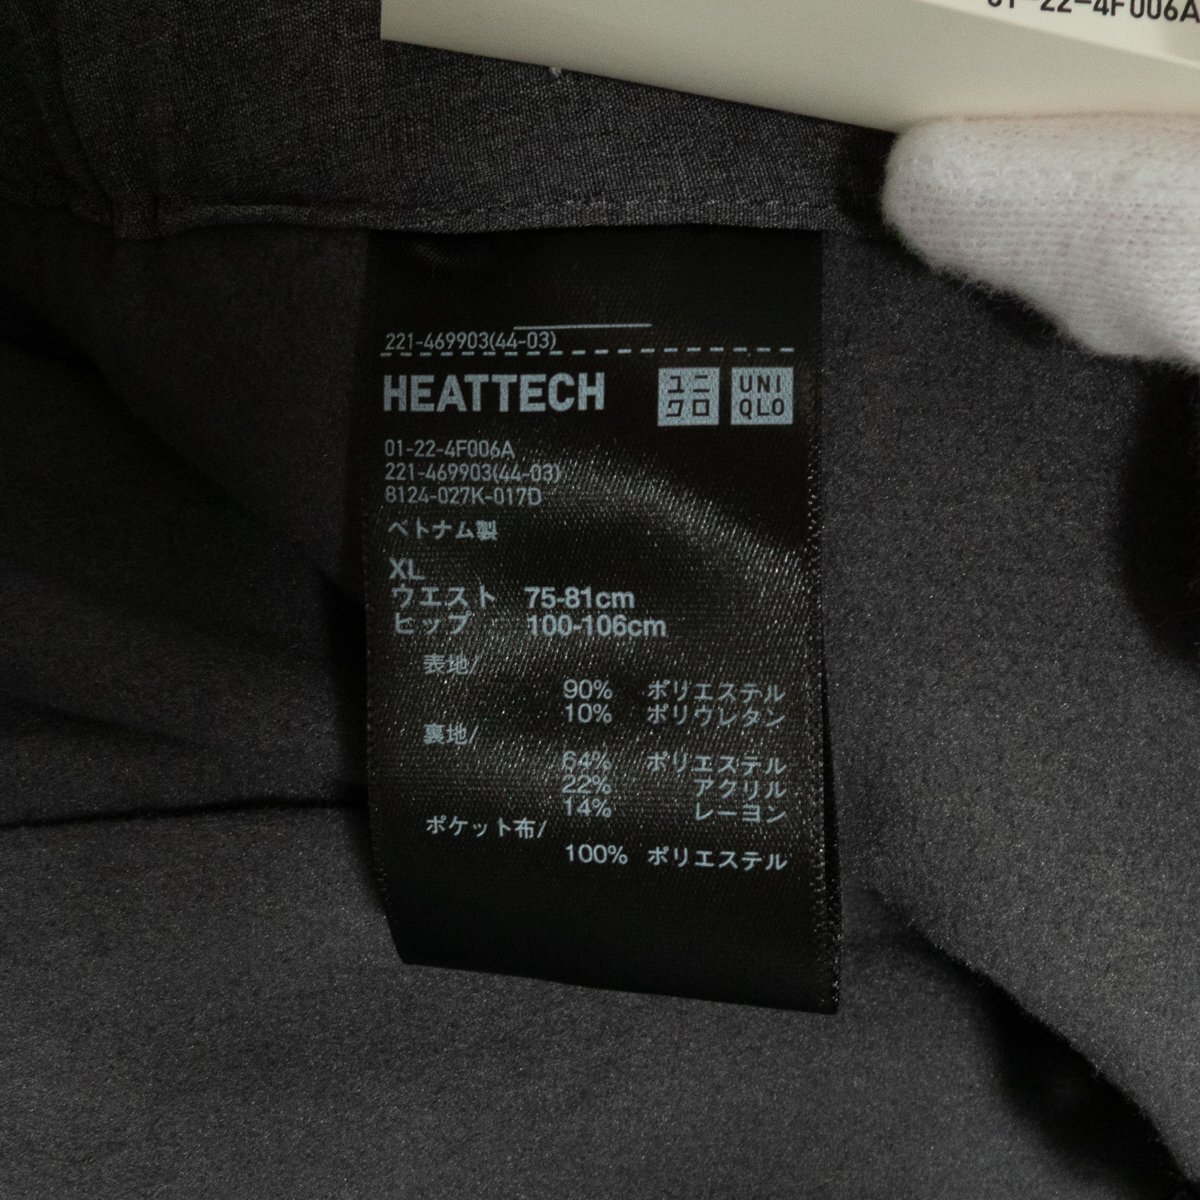 01-22-4F006A
221-469903(44-03)
HEATTECH
ユニ
クロ
UNI
QLO
01-22-4F006A
221-469903(44-03)
8124-027K-017D
ベトナム製
XL
ウエスト 75-81cm
ヒップ 100-106cm
表地/
90% ポリエステル
10% ポリウレタン
裏地/
64% ポリエステル
22% アクリル
14% レーヨン
ポケット布/
100% ポリエステル